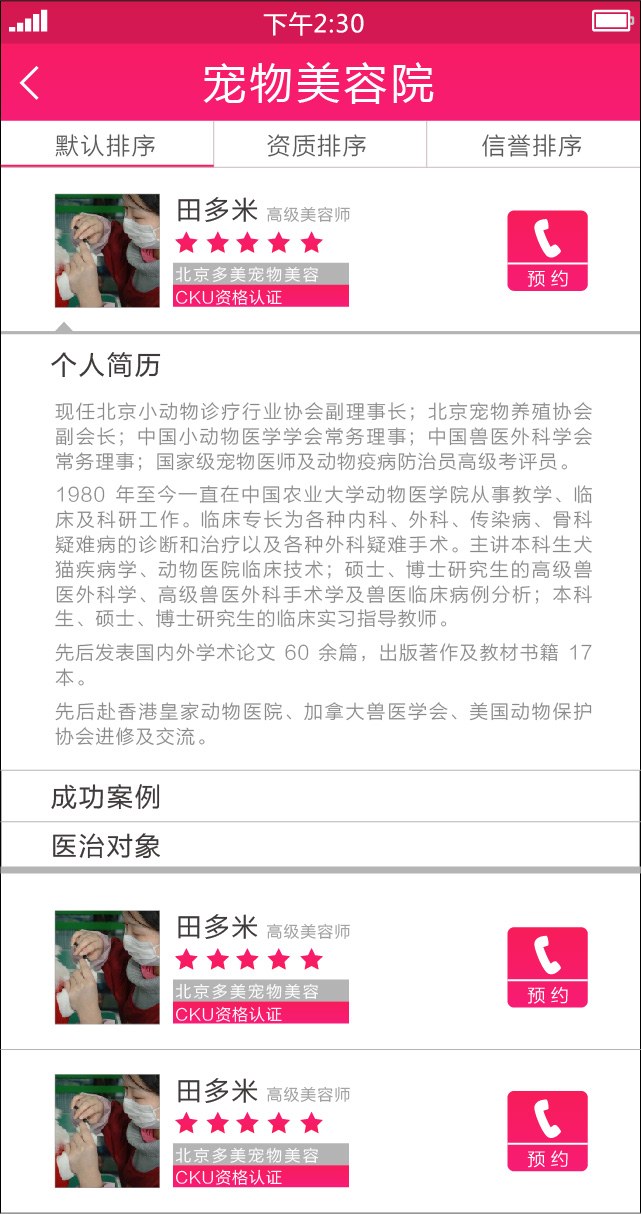 下午2:30
宠物美容院
默认排序 资质排序 信誉排序
田多米 高级美容师
北京多美宠物美容
CKU资格认证
预约
个人简历
现任北京小动物诊疗行业协会副理事长；北京宠物养殖协会
副会长；中国小动物医学学会常务理事；中国兽医外科学会
常务理事；国家级宠物医师及动物疫病防治员高级考评员。
1980 年至今一直在中国农业大学动物医学院从事教学、临
床及科研工作。临床专长为各种内科、外科、传染病、骨科
疑难病的诊断和治疗以及各种外科疑难手术。主讲本科生犬
猫疾病学、动物医院临床技术；硕士、博士研究生的高级兽
医外科学、高级兽医外科手术学及兽医临床病例分析；本科
生、硕士、博士研究生的临床实习指导教师。
先后发表国内外学术论文 60 余篇，出版著作及教材书籍 17
本。
先后赴香港皇家动物医院、加拿大兽医学会、美国动物保护
协会进修及交流。
成功案例
医治对象
田多米 高级美容师
北京多美宠物美容
CKU资格认证
预约
田多米 高级美容师
北京多美宠物美容
CKU资格认证
预约